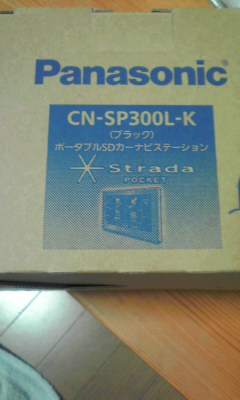 Panasonic
CN-SP300L-K
(ブラック)
ポータブルSDカーナビステーション
Strada
POCKET